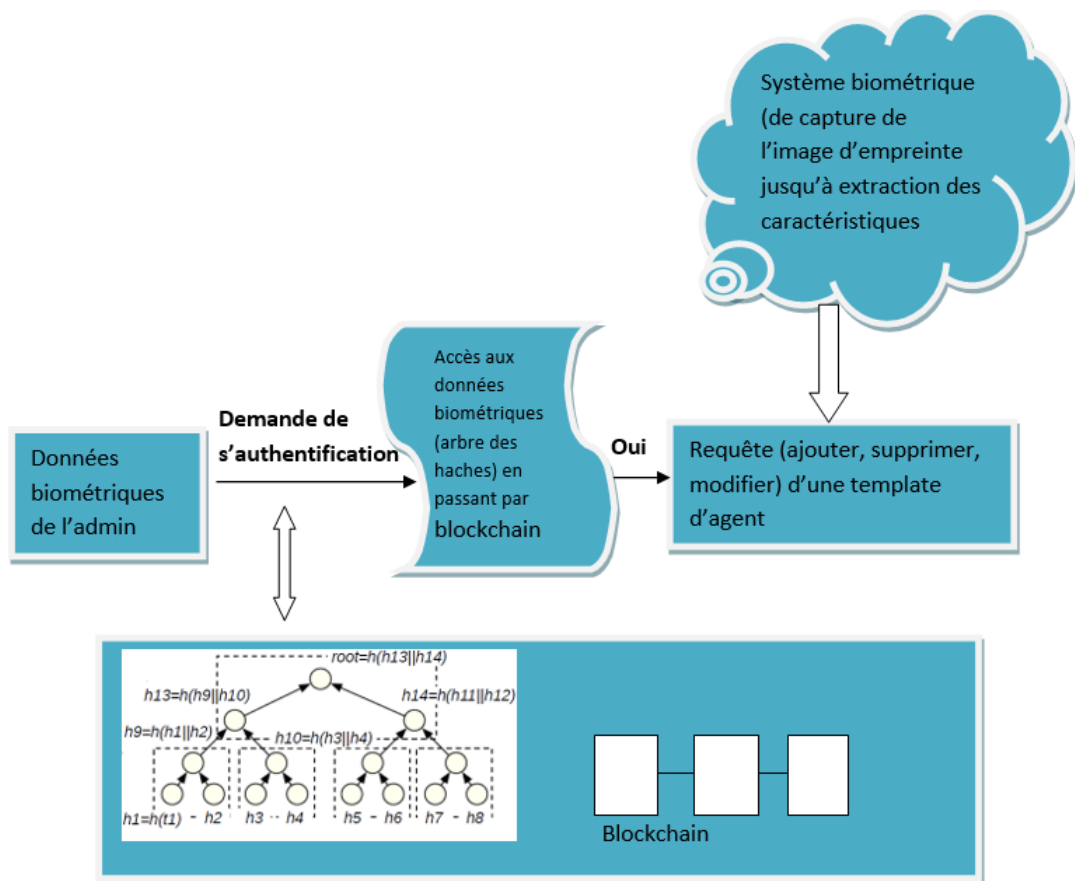 Système biométrique
(de capture de
l’image d’empreinte
jusqu’à extraction des
caractéristiques
Données
biométriques
de l’admin
Demande de
s’authentification
Accès aux
données
biométriques
(arbre des
haches) en
passant par
blockchain
Oui
Requête (ajouter, supprimer,
modifier) d’une template
d’agent
root=h(h13||h14)
h13=h(h9||h10)
h14=h(h11||h12)
h9=h(h1||h2)
h10=h(h3||h4)
h1=h(t1) - h2 h3 - h4 h5 - h6 h7 - h8
Blockchain